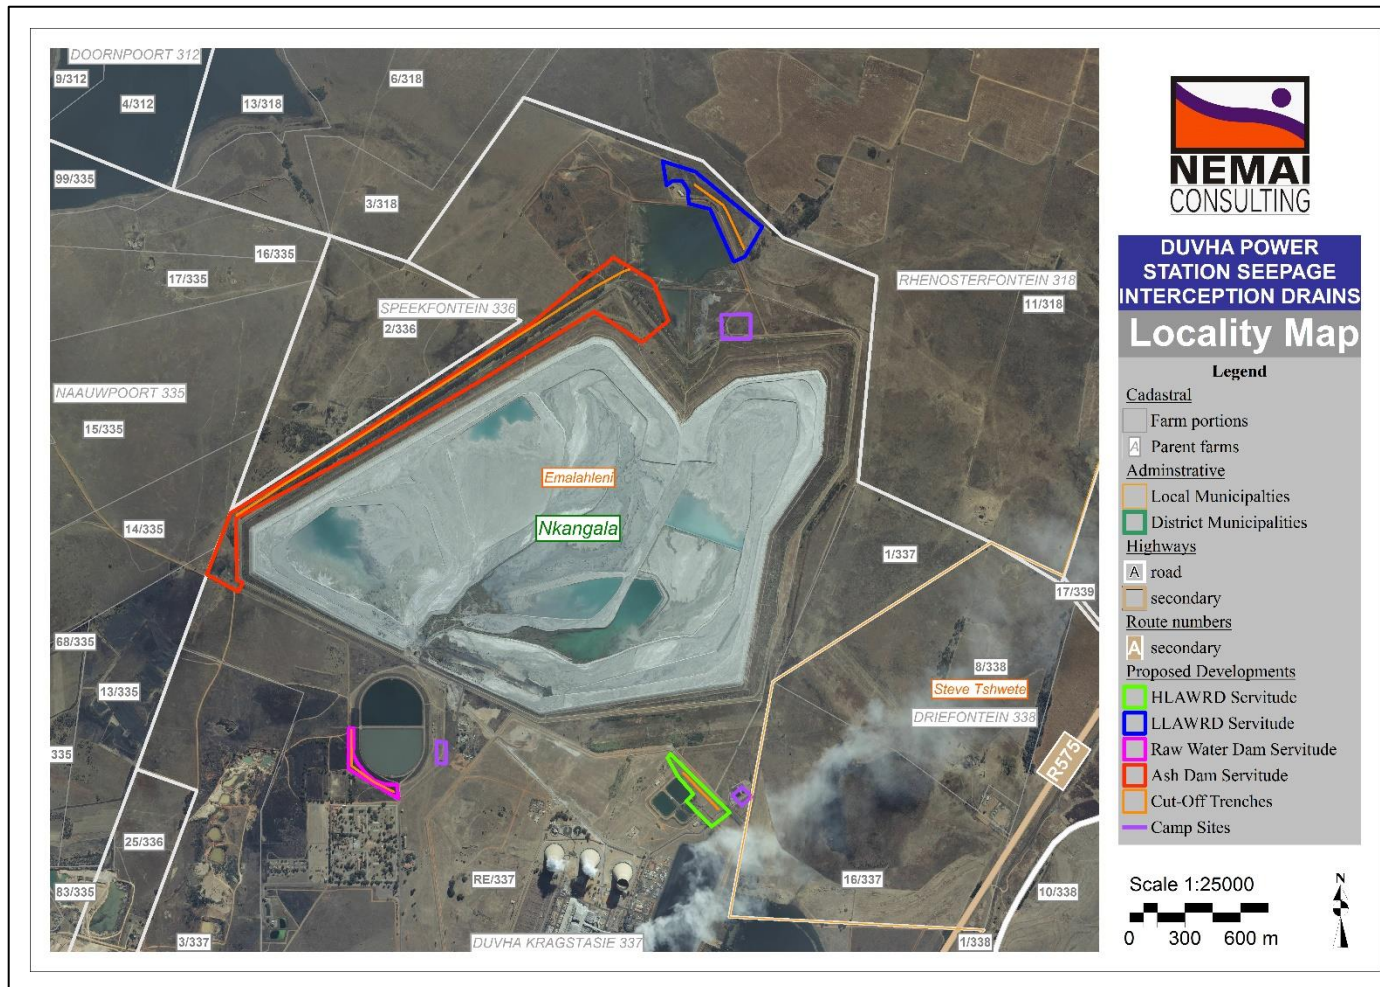 DOORNPOORT 312
9/312
4/312
13/318
6/318
99/335
3/318
16/335
17/335
SPEEKFONTEIN 336
2/336
RHENOSTERFONTEIN 318
11/318
NAAUWPOORT 335
15/335
14/335
Emalahleni
Nkangala
1/337
17/339
68/335
13/335
8/338
Steve Tshwete
DRIEFONTEIN 338
335
R575
25/336
83/335
RE/337
16/337
10/338
3/337
DUVHA KRAGSTASIE 337
1/338
NEMAI
CONSULTING
DUVHA POWER
STATION SEEPAGE
INTERCEPTION DRAINS
Locality Map
Legend
Cadastral
Farm portions
A Parent farms
Adminstrative
Local Municipalties
District Municipalities
Highways
A road
secondary
Route numbers
A secondary
Proposed Developments
HLAWRD Servitude
LLAWRD Servitude
Raw Water Dam Servitude
Ash Dam Servitude
Cut-Off Trenches
Camp Sites
Scale 1:25000
0 300 600 m
N